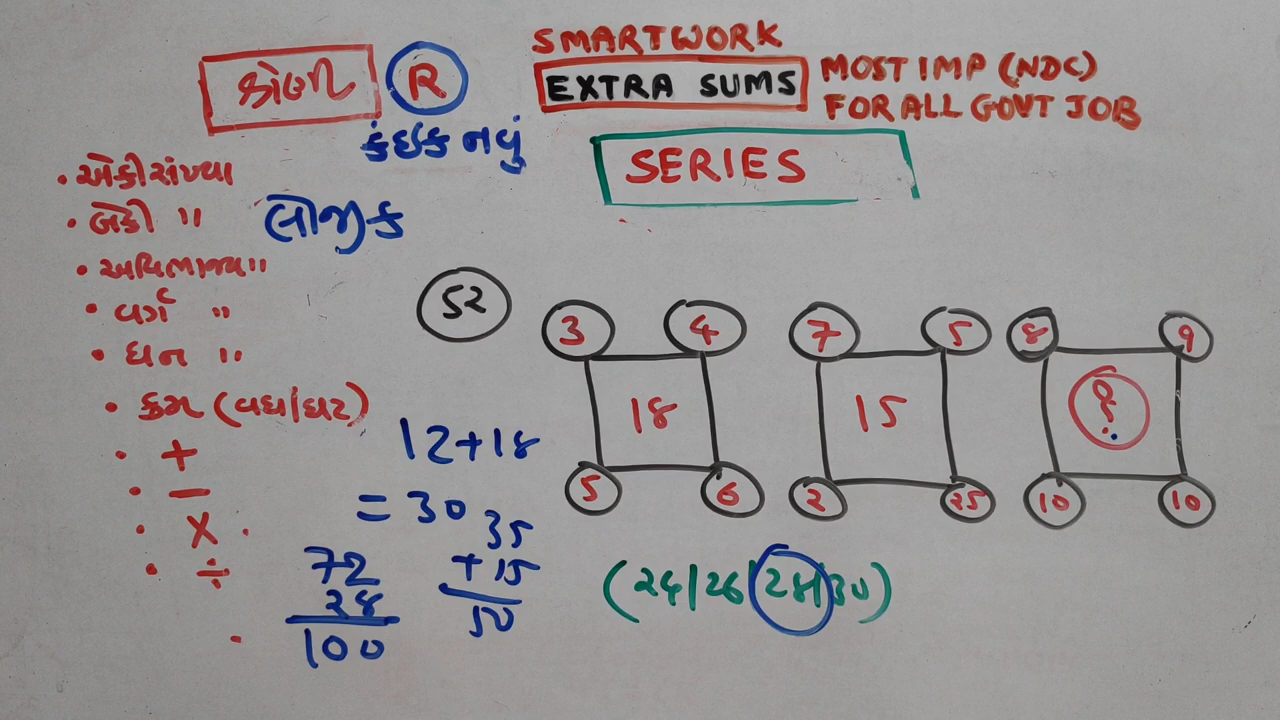 SMARTWORK
શ્રેણી R EXTRA SUMS MOST IMP (NDC)
FOR ALL GOVT JOB
કંઇક નવું
SERIES
• એકી સંખ્યા
• બેકી "
લોજીક
• અવિભાજ્ય "
• વર્ગ "
• ઘન "
• ક્રમ (વધ/ઘટ)
• +
• −
• X .
• ÷
•
52
3 4 7 5 8 9
18 15 ?
5 6 2 25 10 10
12+18
= 30
35
+ 15
50
72
28
100
(24/26/28/30)